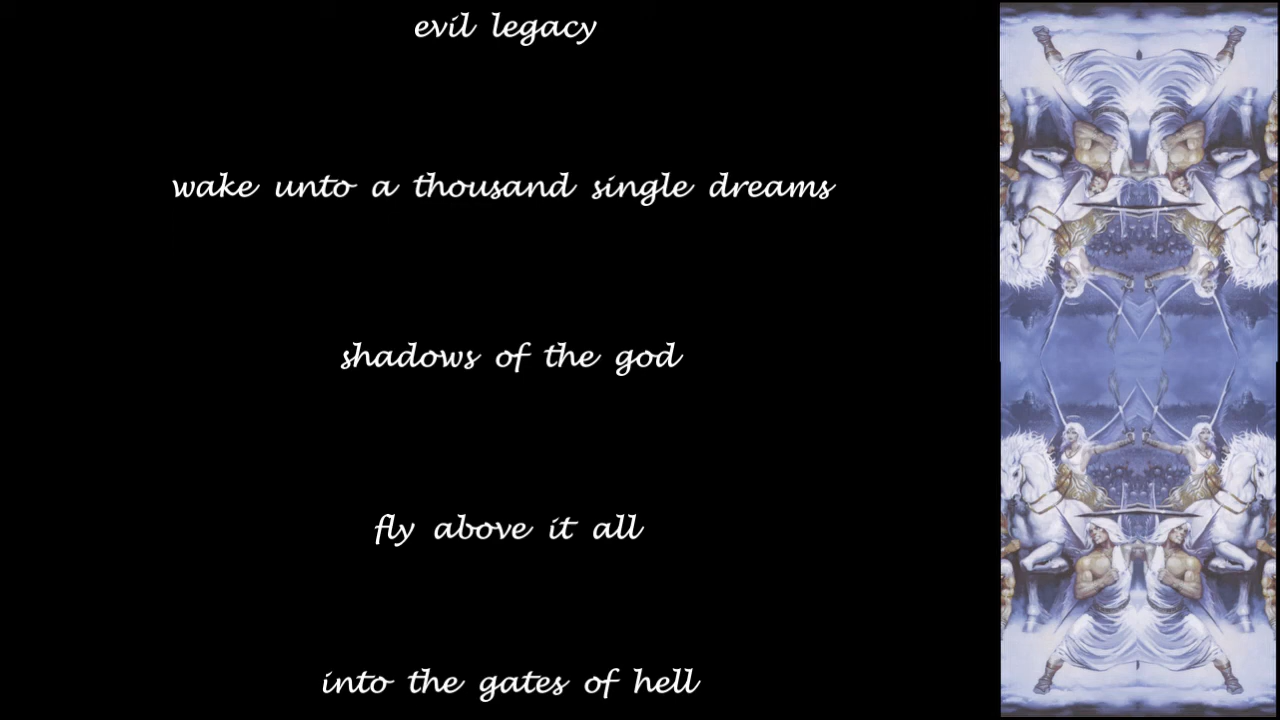 evil legacy
wake unto a thousand single dreams
shadows of the god
fly above it all
into the gates of hell